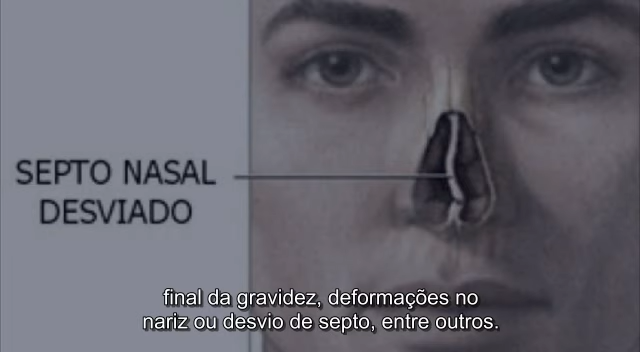 SEPTO NASAL
DESVIADO
final da gravidez, deformações no
nariz ou desvio de septo, entre outros.